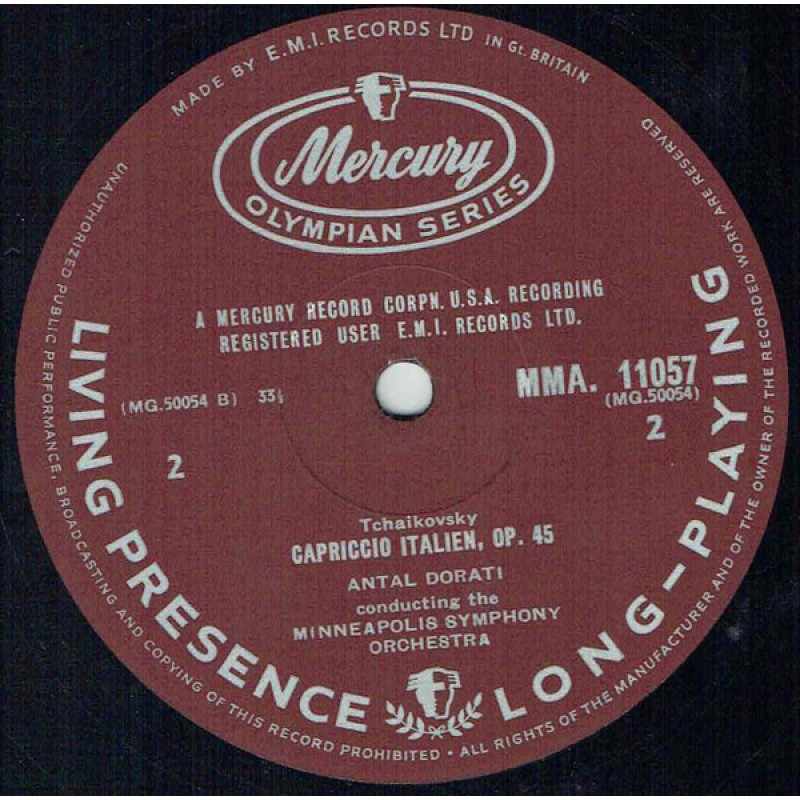 MADE BY E.M.I. RECORDS LTD IN Gt. BRITAIN
Mercury
OLYMPIAN SERIES
A MERCURY RECORD CORPN. U.S.A. RECORDING
REGISTERED USER E.M.I. RECORDS LTD.
MMA. 11057
(MG.50054 B) 33⅓ (MG.50054)
2 2
Tchaikovsky
CAPRICCIO ITALIEN, OP. 45
ANTAL DORATI
conducting the
MINNEAPOLIS SYMPHONY
ORCHESTRA
LIVING PRESENCE LONG-PLAYING
UNAUTHORIZED PUBLIC PERFORMANCE, BROADCASTING AND COPYING OF THIS RECORD PROHIBITED · ALL RIGHTS OF THE MANUFACTURER AND OF THE OWNER OF THE RECORDED WORK ARE RESERVED